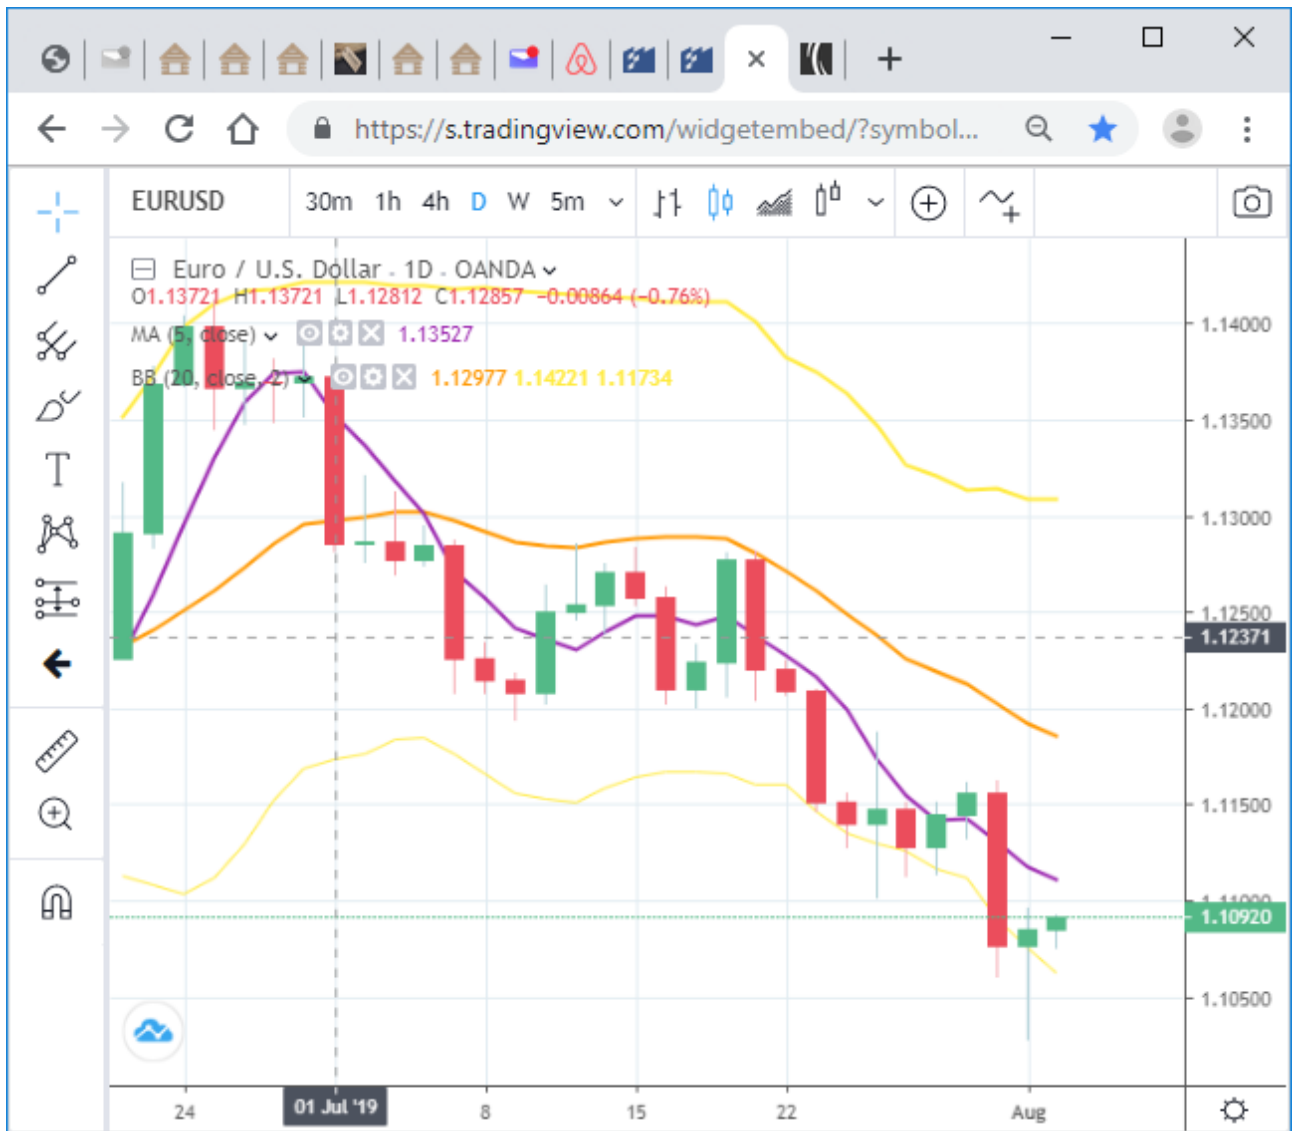 https://s.tradingview.com/widgetembed/?symbol...
EURUSD 30m 1h 4h D W 5m
Euro / U.S. Dollar - 1D - OANDA
O1.13721 H1.13721 L1.12812 C1.12857 −0.00864 (−0.76%)
MA (5, close) 1.13527
BB (20, close, 2) 1.12977 1.14221 1.11734
1.14000
1.13500
1.13000
1.12500
1.12371
1.12000
1.11500
1.11000
1.10920
1.10500
24 01 Jul '19 8 15 22 Aug